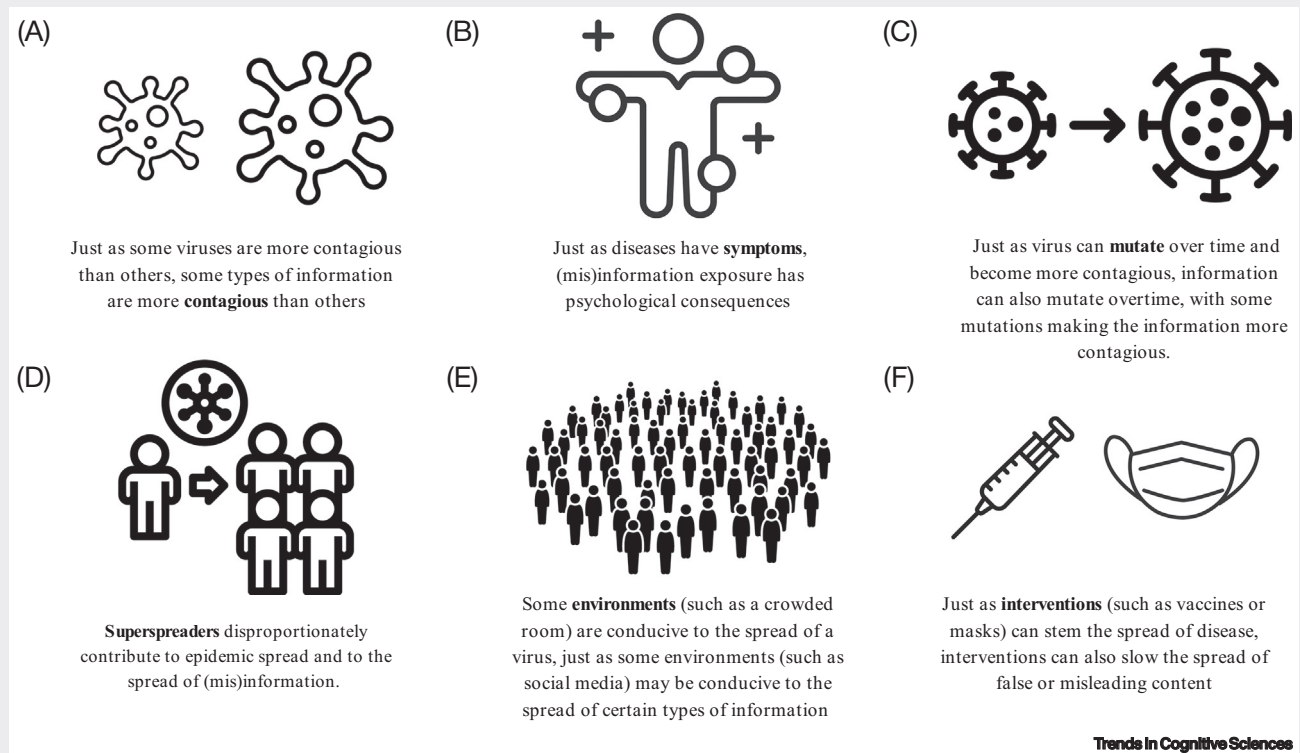 (A)
Just as some viruses are more contagious
than others, some types of information
are more contagious than others
(B)
Just as diseases have symptoms,
(mis)information exposure has
psychological consequences
(C)
Just as virus can mutate over time and
become more contagious, information
can also mutate overtime, with some
mutations making the information more
contagious.
(D)
Superspreaders disproportionately
contribute to epidemic spread and to the
spread of (mis)information.
(E)
Some environments (such as a crowded
room) are conducive to the spread of a
virus, just as some environments (such as
social media) may be conducive to the
spread of certain types of information
(F)
Just as interventions (such as vaccines or
masks) can stem the spread of disease,
interventions can also slow the spread of
false or misleading content
Trends in Cognitive Sciences